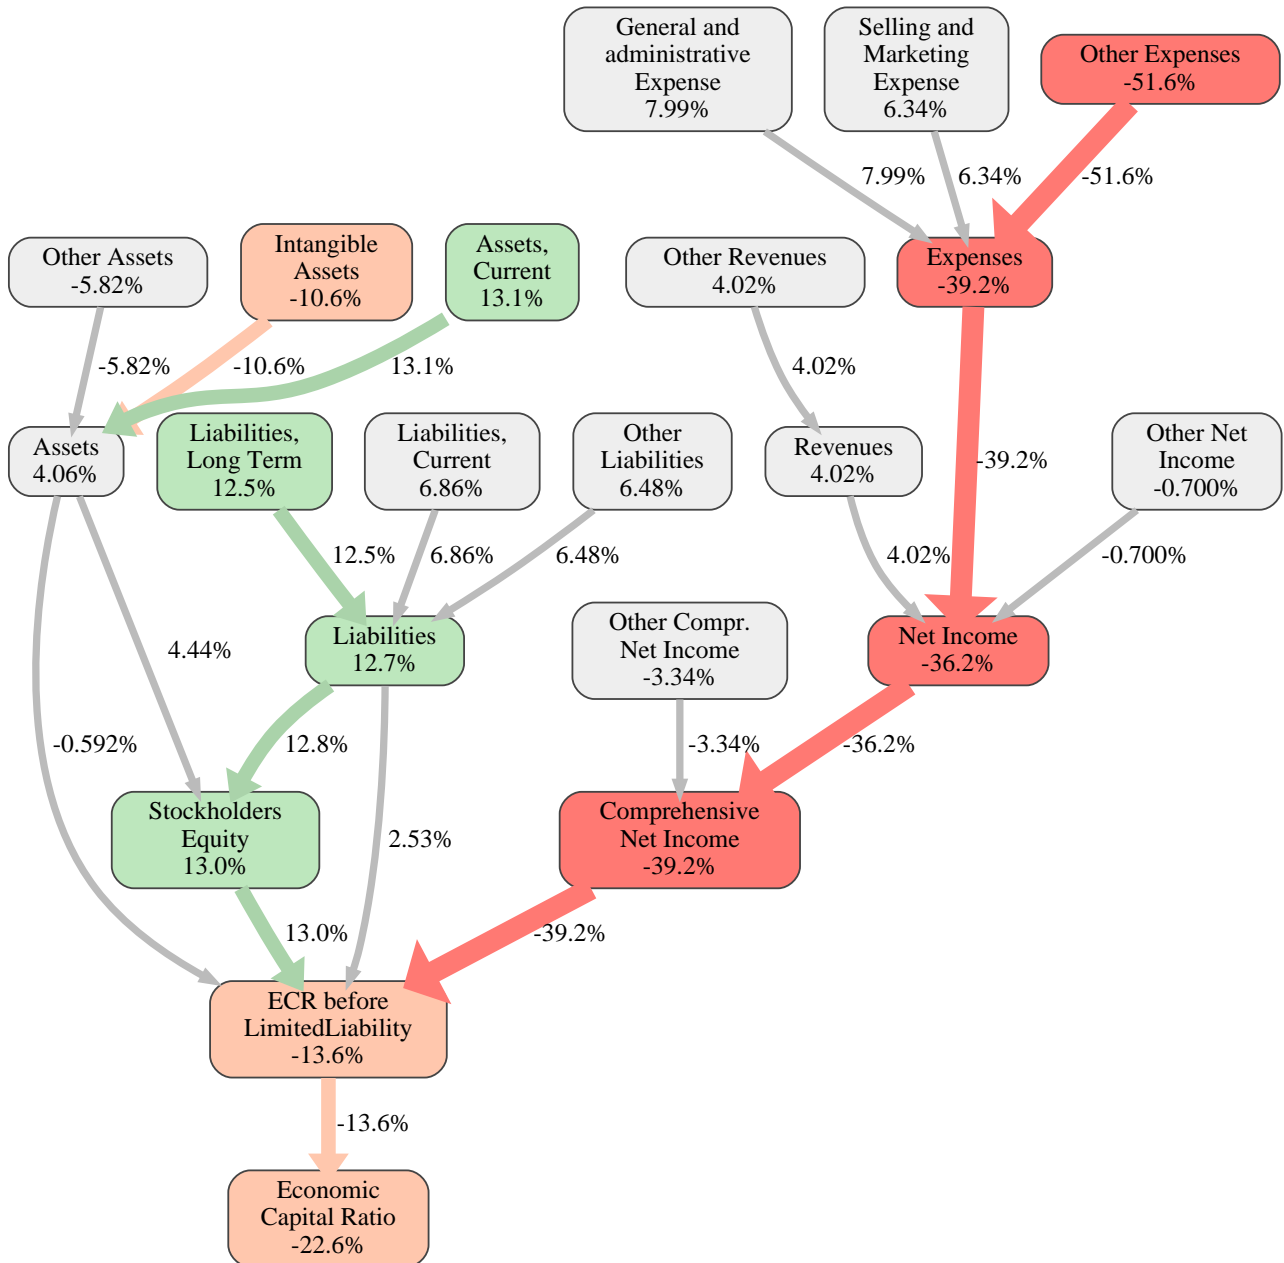 General and
administrative
Expense
7.99%
Selling and
Marketing
Expense
6.34%
Other Expenses
-51.6%
7.99%
6.34%
-51.6%
Other Assets
-5.82%
Intangible
Assets
-10.6%
Assets,
Current
13.1%
Other Revenues
4.02%
Expenses
-39.2%
-5.82%
-10.6%
13.1%
4.02%
Assets
4.06%
Liabilities,
Long Term
12.5%
Liabilities,
Current
6.86%
Other
Liabilities
6.48%
Revenues
4.02%
-39.2%
Other Net
Income
-0.700%
12.5%
6.86%
6.48%
4.02%
-0.700%
Liabilities
12.7%
Other Compr.
Net Income
-3.34%
Net Income
-36.2%
4.44%
-0.592%
12.8%
-3.34%
-36.2%
Stockholders
Equity
13.0%
2.53%
Comprehensive
Net Income
-39.2%
13.0%
-39.2%
ECR before
LimitedLiability
-13.6%
-13.6%
Economic
Capital Ratio
-22.6%